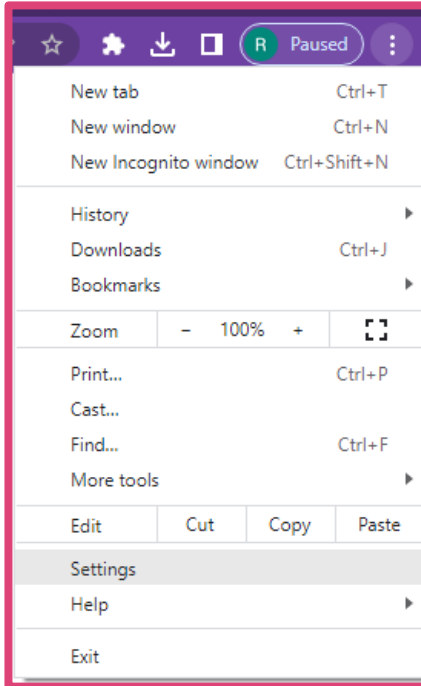 R Paused
New tab Ctrl+T
New window Ctrl+N
New Incognito window Ctrl+Shift+N
History
Downloads Ctrl+J
Bookmarks
Zoom – 100% +
Print... Ctrl+P
Cast...
Find... Ctrl+F
More tools
Edit Cut Copy Paste
Settings
Help
Exit